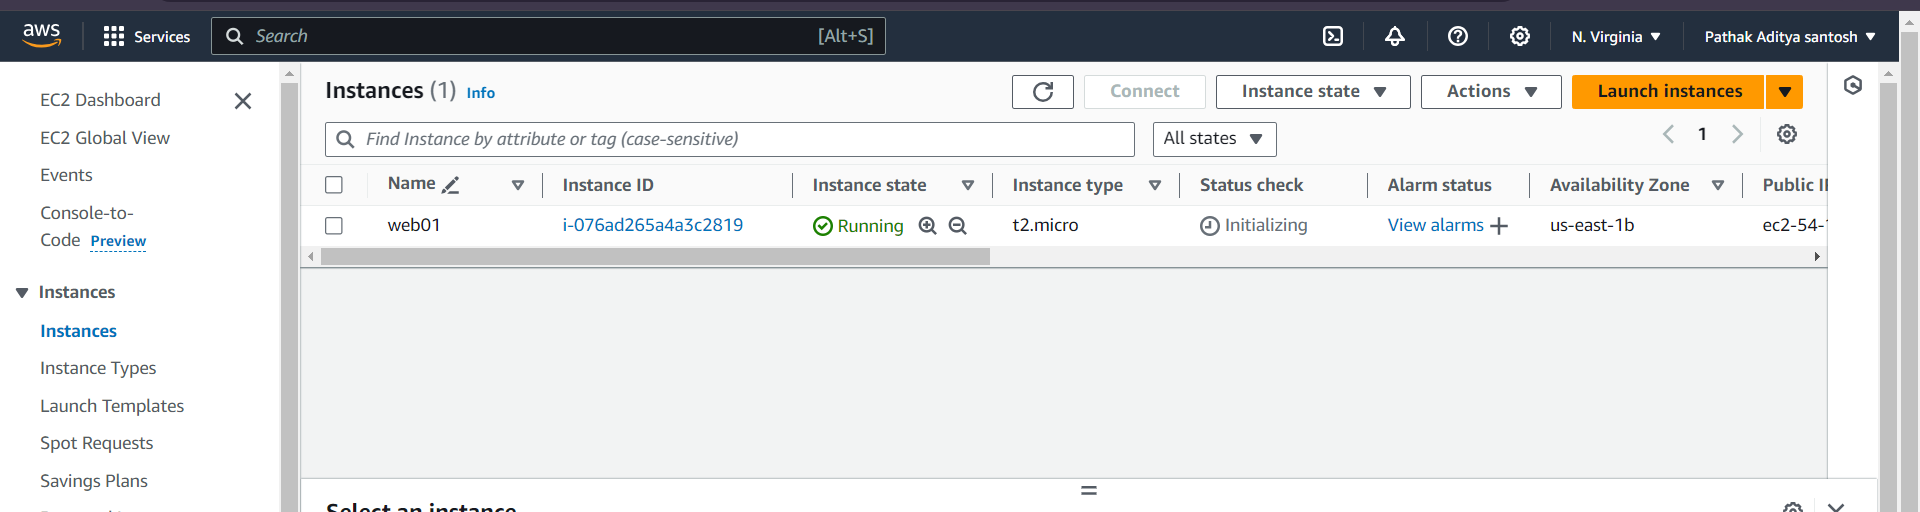 aws
Services
Search [Alt+S]
N. Virginia
Pathak Aditya santosh
EC2 Dashboard
EC2 Global View
Events
Console-to-
Code Preview
Instances
Instances
Instance Types
Launch Templates
Spot Requests
Savings Plans
Instances (1) Info
Connect
Instance state
Actions
Launch instances
Find Instance by attribute or tag (case-sensitive)
All states
1
Name Instance ID Instance state Instance type Status check Alarm status Availability Zone Public
web01 i-076ad265a4a3c2819 Running t2.micro Initializing View alarms us-east-1b ec2-54-
Select an instance